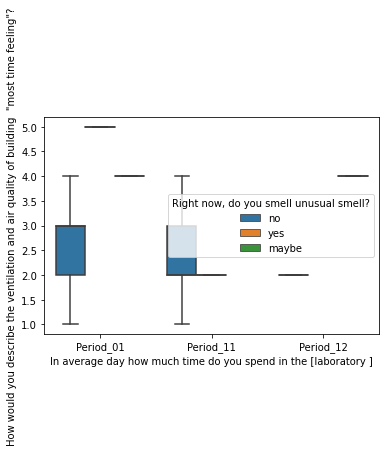 How would you describe the ventilation and air quality of building  "most time feeling"?
5.0
4.5
4.0
3.5
3.0
2.5
2.0
1.5
1.0
Right now, do you smell unusual smell?
no
yes
maybe
Period_01 Period_11 Period_12
In average day how much time do you spend in the [laboratory ]